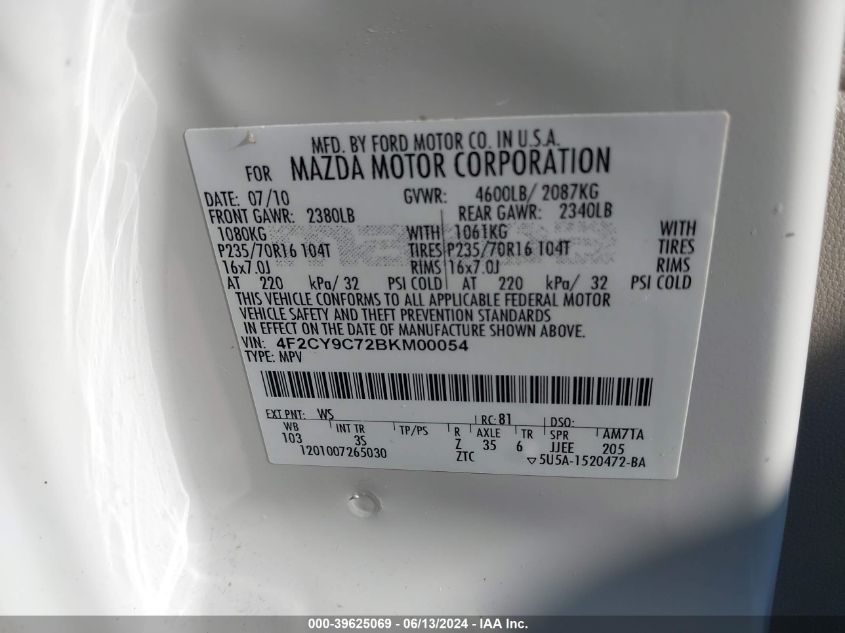 MFD. BY FORD MOTOR CO. IN U.S.A.
FOR MAZDA MOTOR CORPORATION
DATE: 07/10 GVWR: 4600LB/ 2087KG
FRONT GAWR: 2380LB REAR GAWR: 2340LB
1080KG WITH 1061KG WITH
P235/70R16 104T TIRES P235/70R16 104T TIRES
16x7.0J RIMS 16x7.0J RIMS
AT 220 kPa/ 32 PSI COLD AT 220 kPa/ 32 PSI COLD
THIS VEHICLE CONFORMS TO ALL APPLICABLE FEDERAL MOTOR
VEHICLE SAFETY AND THEFT PREVENTION STANDARDS
IN EFFECT ON THE DATE OF MANUFACTURE SHOWN ABOVE.
VIN: 4F2CY9C72BKM00054
TYPE: MPV
EXT PNT: WS RC: 81 DSO:
WB INT TR TP/PS R AXLE TR SPR AM71A
103 3S Z 35 6 JJEE 205
1201007265030 ZTC ▽5U5A-1520472-BA
000-39625069 - 06/13/2024 - IAAI.COM